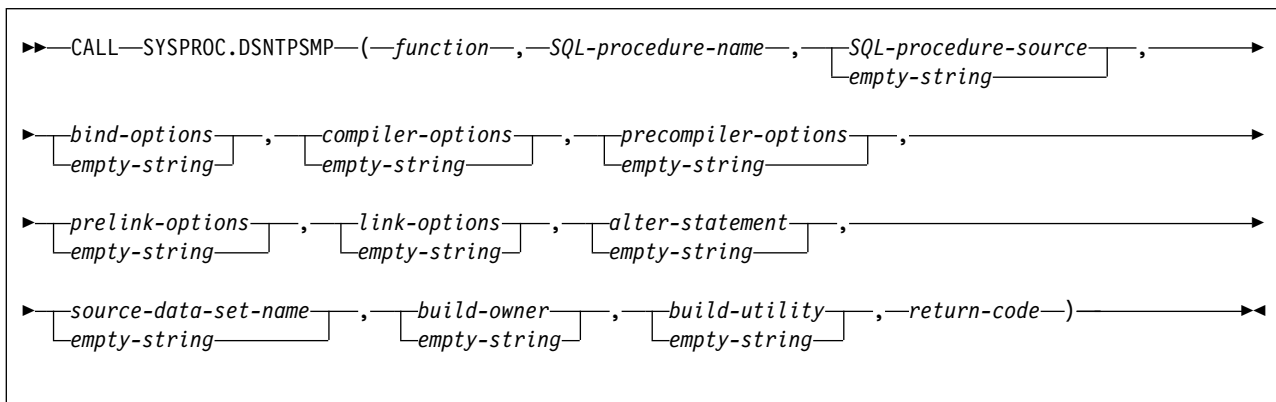 CALL SYSPROC.DSNTPSMP ( function , SQL-procedure-name , SQL-procedure-source ,
empty-string
bind-options , compiler-options , precompiler-options ,
empty-string empty-string empty-string
prelink-options , link-options , alter-statement ,
empty-string empty-string empty-string
source-data-set-name , build-owner , build-utility , return-code )
empty-string empty-string empty-string